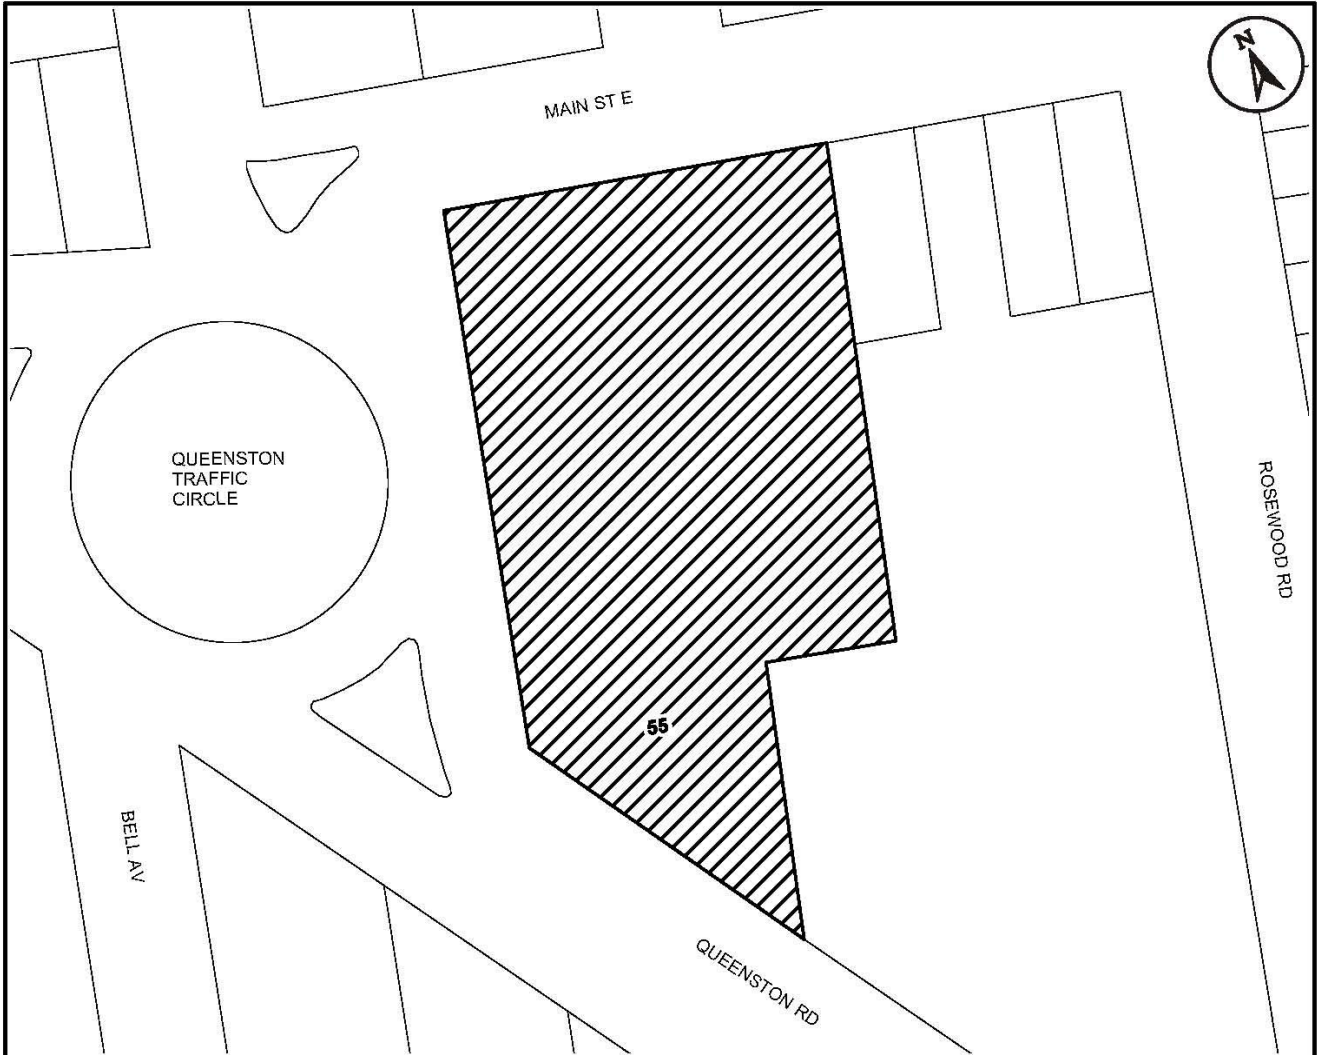 N
MAIN ST E
QUEENSTON
TRAFFIC
CIRCLE
ROSEWOOD RD
55
BELL AV
QUEENSTON RD